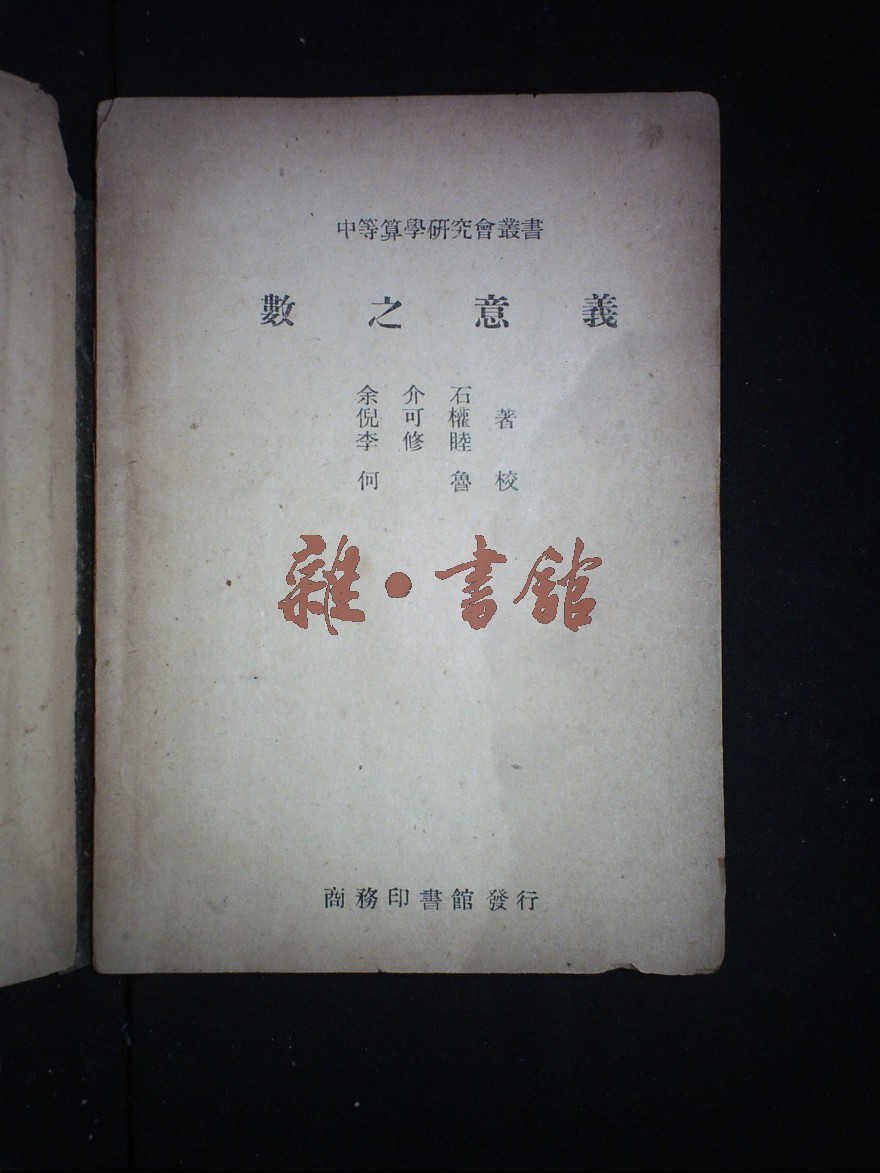 中等算學研究會叢書
數之意義
余介石
倪可權 著
李修睦
何魯 校
雜·書館
商務印書館發行